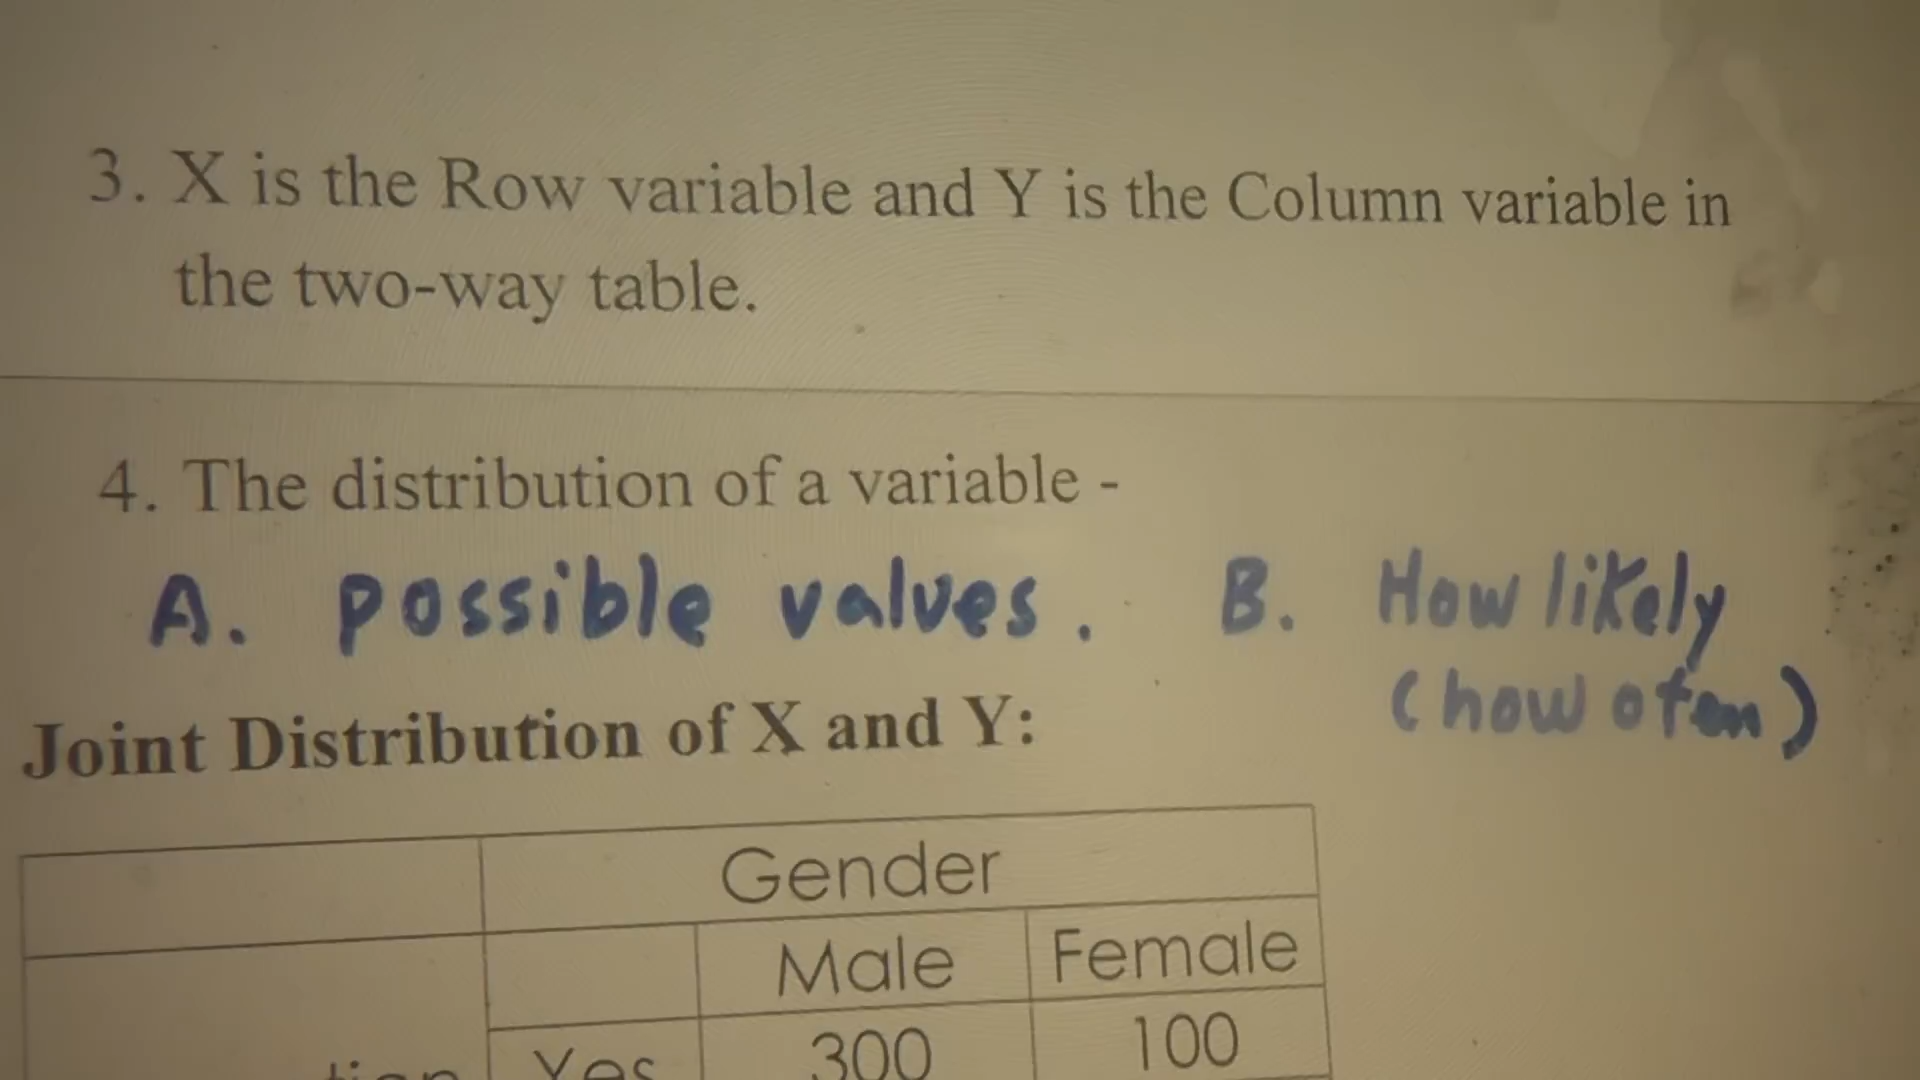 3. X is the Row variable and Y is the Column variable in
the two-way table.
4. The distribution of a variable -
A. possible values. B. How likely
(how often)
Joint Distribution of X and Y:
Gender
Male Female
Yes 300 100